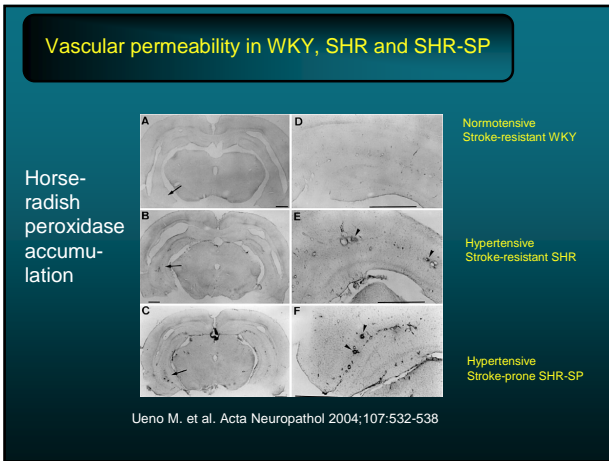 Vascular permeability in WKY, SHR and SHR-SP
Horse-
radish
peroxidase
accumu-
lation
A
D
Normotensive
Stroke-resistant WKY
B
E
Hypertensive
Stroke-resistant SHR
C
F
Hypertensive
Stroke-prone SHR-SP
Ueno M. et al. Acta Neuropathol 2004;107:532-538